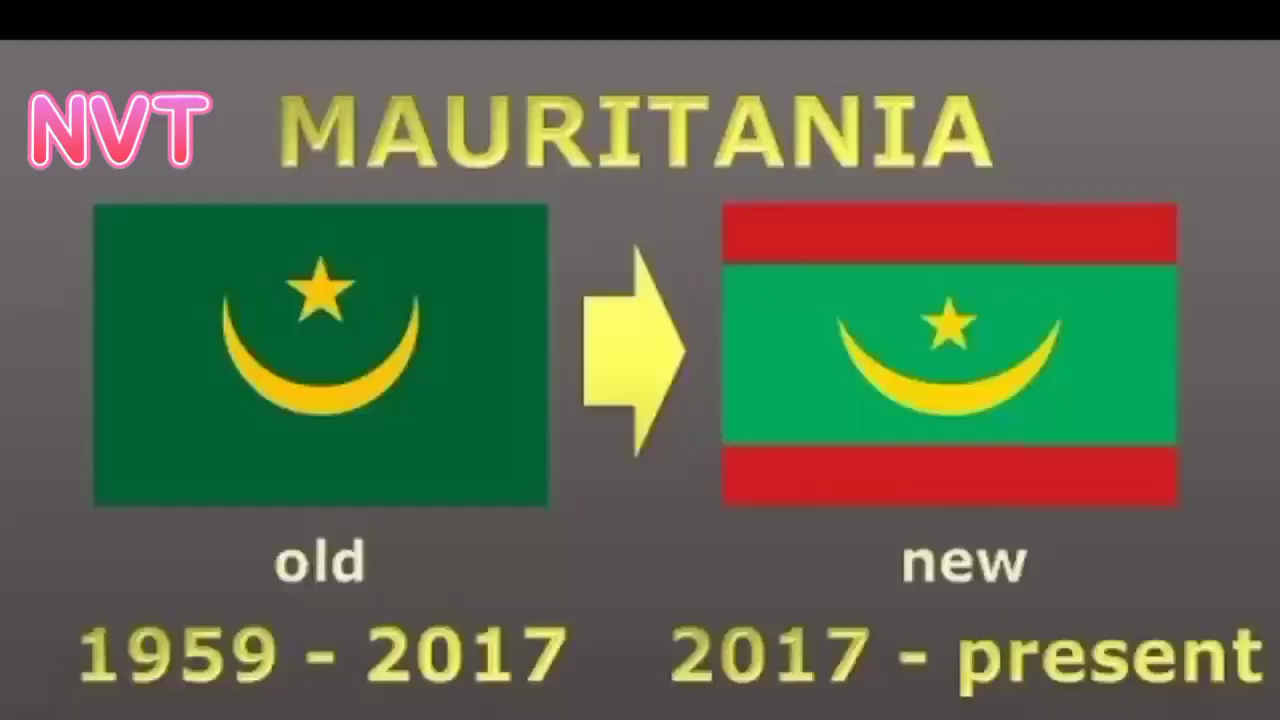 NVT
MAURITANIA
old
new
1959 - 2017
2017 - present